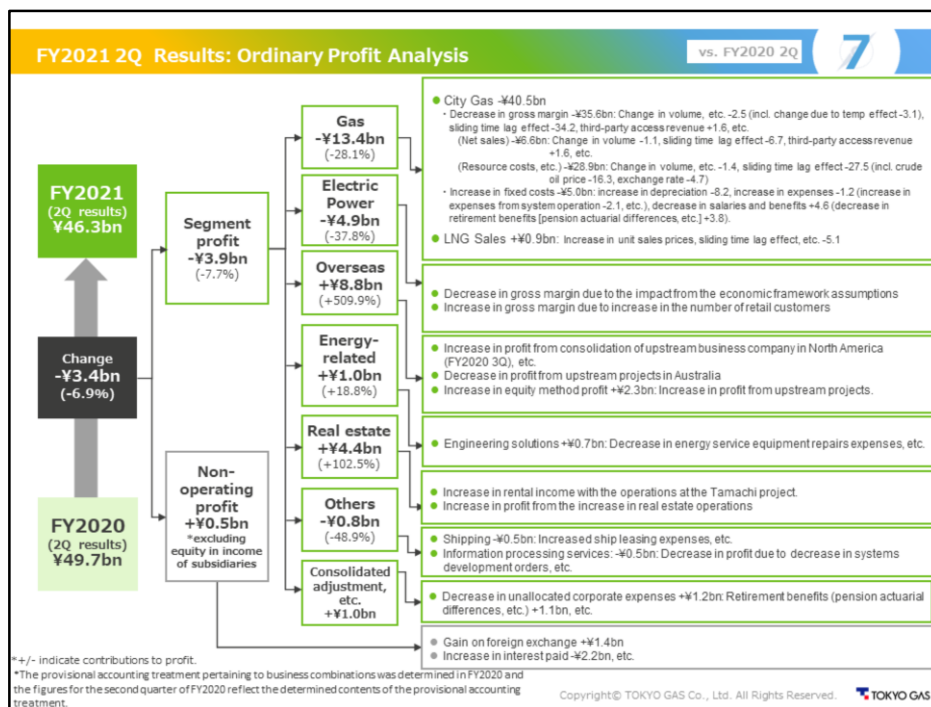 FY2021 2Q Results: Ordinary Profit Analysis
vs. FY2020 2Q
7
FY2021
(2Q results)
¥46.3bn
Change
-¥3.4bn
(-6.9%)
FY2020
(2Q results)
¥49.7bn
Segment
profit
-¥3.9bn
(-7.7%)
Non-
operating
profit
+¥0.5bn
*excluding
equity in income
of subsidiaries
Gas
-¥13.4bn
(-28.1%)
Electric
Power
-¥4.9bn
(-37.8%)
Overseas
+¥8.8bn
(+509.9%)
Energy-
related
+¥1.0bn
(+18.8%)
Real estate
+¥4.4bn
(+102.5%)
Others
-¥0.8bn
(-48.9%)
Consolidated
adjustment,
etc.
+¥1.0bn
● City Gas -¥40.5bn
・Decrease in gross margin -¥35.6bn: Change in volume, etc. -2.5 (incl. change due to temp effect -3.1),
sliding time lag effect -34.2, third-party access revenue +1.6, etc.
(Net sales) -¥6.6bn: Change in volume -1.1, sliding time lag effect -6.7, third-party access revenue
+1.6, etc.
(Resource costs, etc.) -¥28.9bn: Change in volume, etc. -1.4, sliding time lag effect -27.5 (incl. crude
oil price -16.3, exchange rate -4.7)
・Increase in fixed costs -¥5.0bn: increase in depreciation -8.2, increase in expenses -1.2 (increase in
expenses from system operation -2.1, etc.), decrease in salaries and benefits +4.6 (decrease in
retirement benefits [pension actuarial differences, etc.] +3.8).
● LNG Sales +¥0.9bn: Increase in unit sales prices, sliding time lag effect, etc. -5.1
● Decrease in gross margin due to the impact from the economic framework assumptions
● Increase in gross margin due to increase in the number of retail customers
● Increase in profit from consolidation of upstream business company in North America
(FY2020 3Q), etc.
● Decrease in profit from upstream projects in Australia
● Increase in equity method profit +¥2.3bn: Increase in profit from upstream projects.
● Engineering solutions +¥0.7bn: Decrease in energy service equipment repairs expenses, etc.
● Increase in rental income with the operations at the Tamachi project.
● Increase in profit from the increase in real estate operations
● Shipping -¥0.5bn: Increased ship leasing expenses, etc.
● Information processing services: -¥0.5bn: Decrease in profit due to decrease in systems
development orders, etc.
● Decrease in unallocated corporate expenses +¥1.2bn: Retirement benefits (pension actuarial
differences, etc.) +1.1bn, etc.
● Gain on foreign exchange +¥1.4bn
● Increase in interest paid -¥2.2bn, etc.
*+/- indicate contributions to profit.
*The provisional accounting treatment pertaining to business combinations was determined in FY2020 and
the figures for the second quarter of FY2020 reflect the determined contents of the provisional accounting
treatment.
Copyright© TOKYO GAS Co., Ltd. All Rights Reserved.
TOKYO GAS